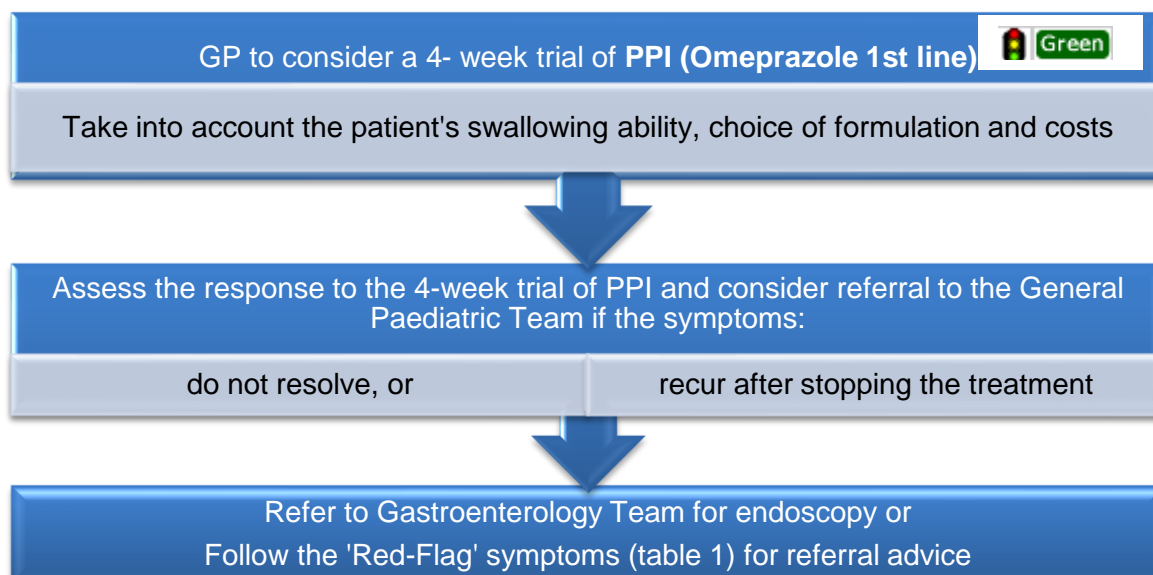 GP to consider a 4- week trial of PPI (Omeprazole 1st line)
Green
Take into account the patient's swallowing ability, choice of formulation and costs
Assess the response to the 4-week trial of PPI and consider referral to the General
Paediatric Team if the symptoms:
do not resolve, or
recur after stopping the treatment
Refer to Gastroenterology Team for endoscopy or
Follow the 'Red-Flag' symptoms (table 1) for referral advice